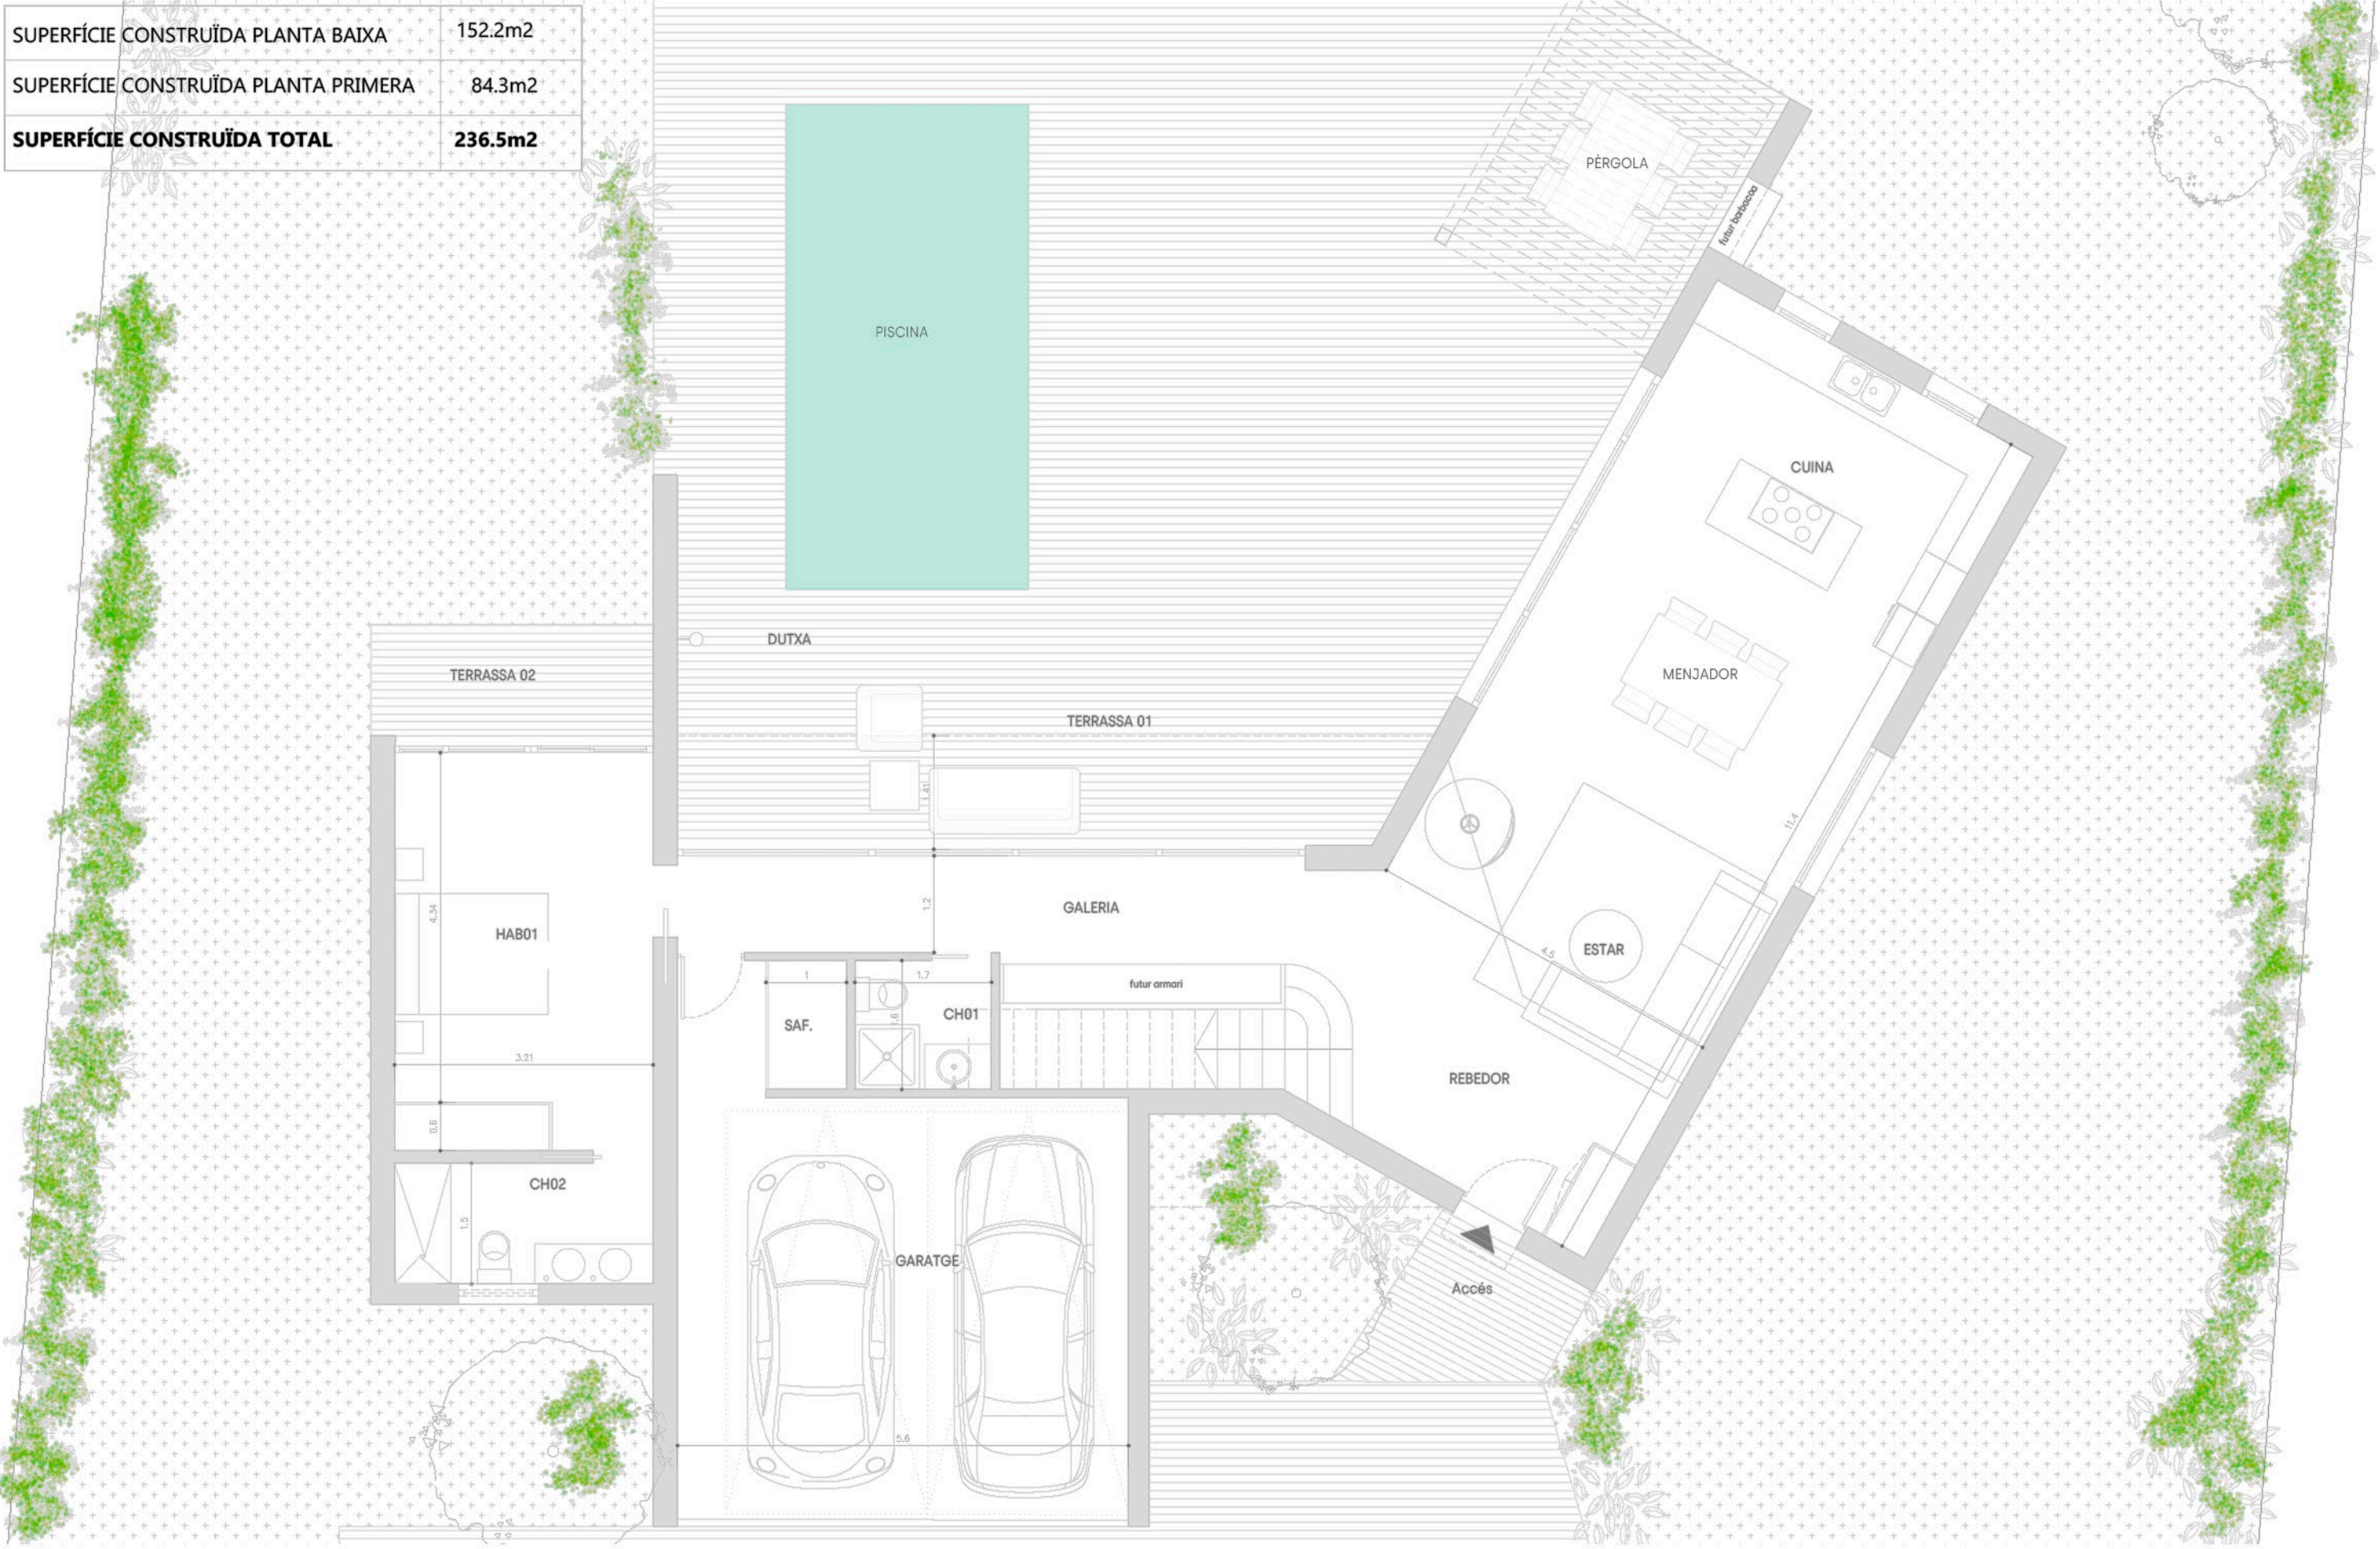 SUPERFÍCIE CONSTRUÏDA PLANTA BAIXA 152.2m2
SUPERFÍCIE CONSTRUÏDA PLANTA PRIMERA 84.3m2
SUPERFÍCIE CONSTRUÏDA TOTAL 236.5m2
PÈRGOLA
futur barbacoa
PISCINA
CUINA
DUTXA
MENJADOR
TERRASSA 02
TERRASSA 01
1.41
11.4
4.34
HAB01
1.2
GALERIA
4.5
ESTAR
1
1.7
futur armari
SAF.
1.6
CH01
3.21
REBEDOR
0.6
CH02
1.5
GARATGE
Accés
5.6